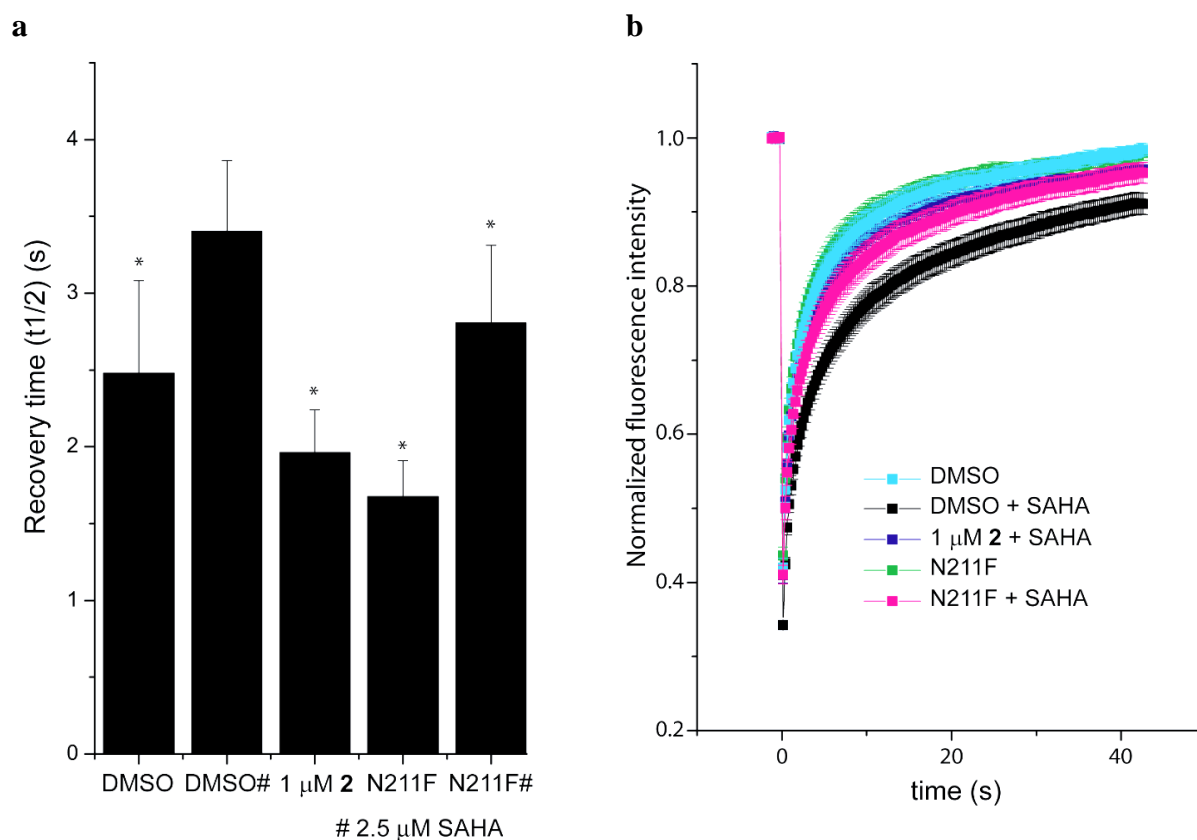 a
b
Recovery time (t1/2) (s)
4
3
2
1
0
*
*
*
*
DMSO DMSO# 1 μM 2 N211F N211F#
# 2.5 μM SAHA
Normalized fluorescence intensity
1.0
0.8
0.6
0.4
0.2
DMSO
DMSO + SAHA
1 μM 2 + SAHA
N211F
N211F + SAHA
0 20 40
time (s)